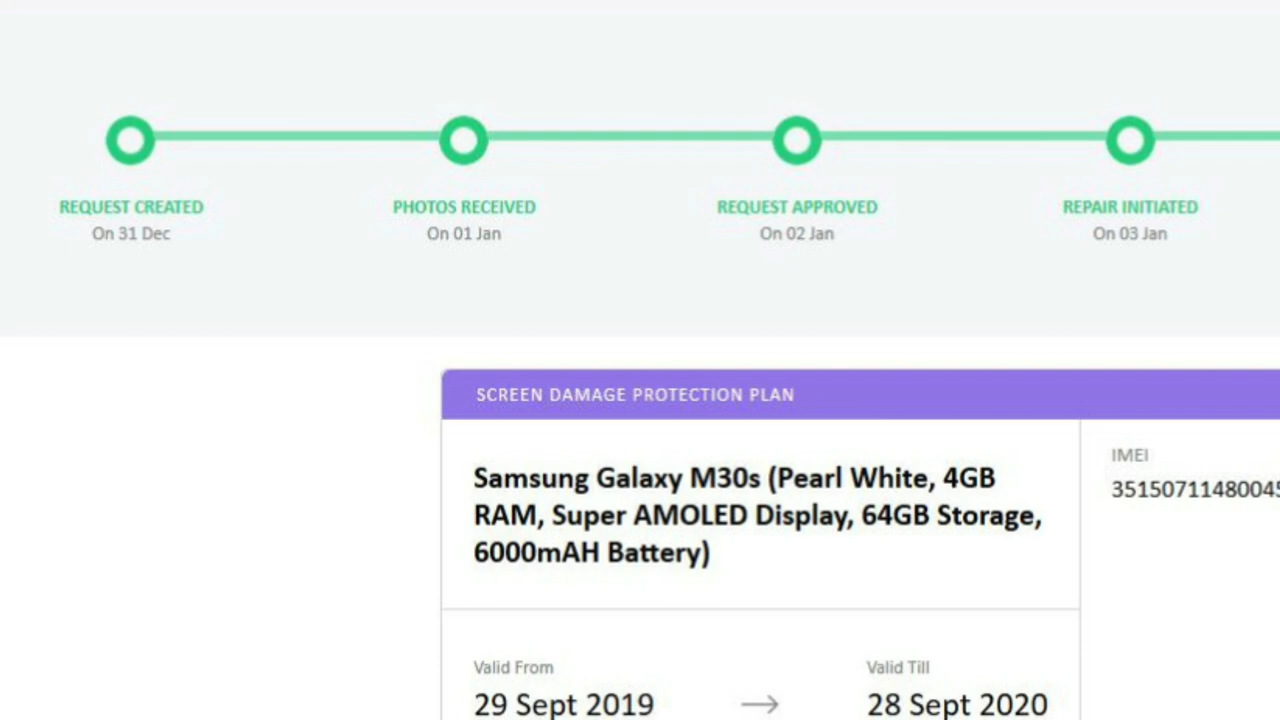 REQUEST CREATED
On 31 Dec
PHOTOS RECEIVED
On 01 Jan
REQUEST APPROVED
On 02 Jan
REPAIR INITIATED
On 03 Jan
SCREEN DAMAGE PROTECTION PLAN
Samsung Galaxy M30s (Pearl White, 4GB
RAM, Super AMOLED Display, 64GB Storage,
6000mAH Battery)
IMEI
35150711480045
Valid From
29 Sept 2019
→
Valid Till
28 Sept 2020